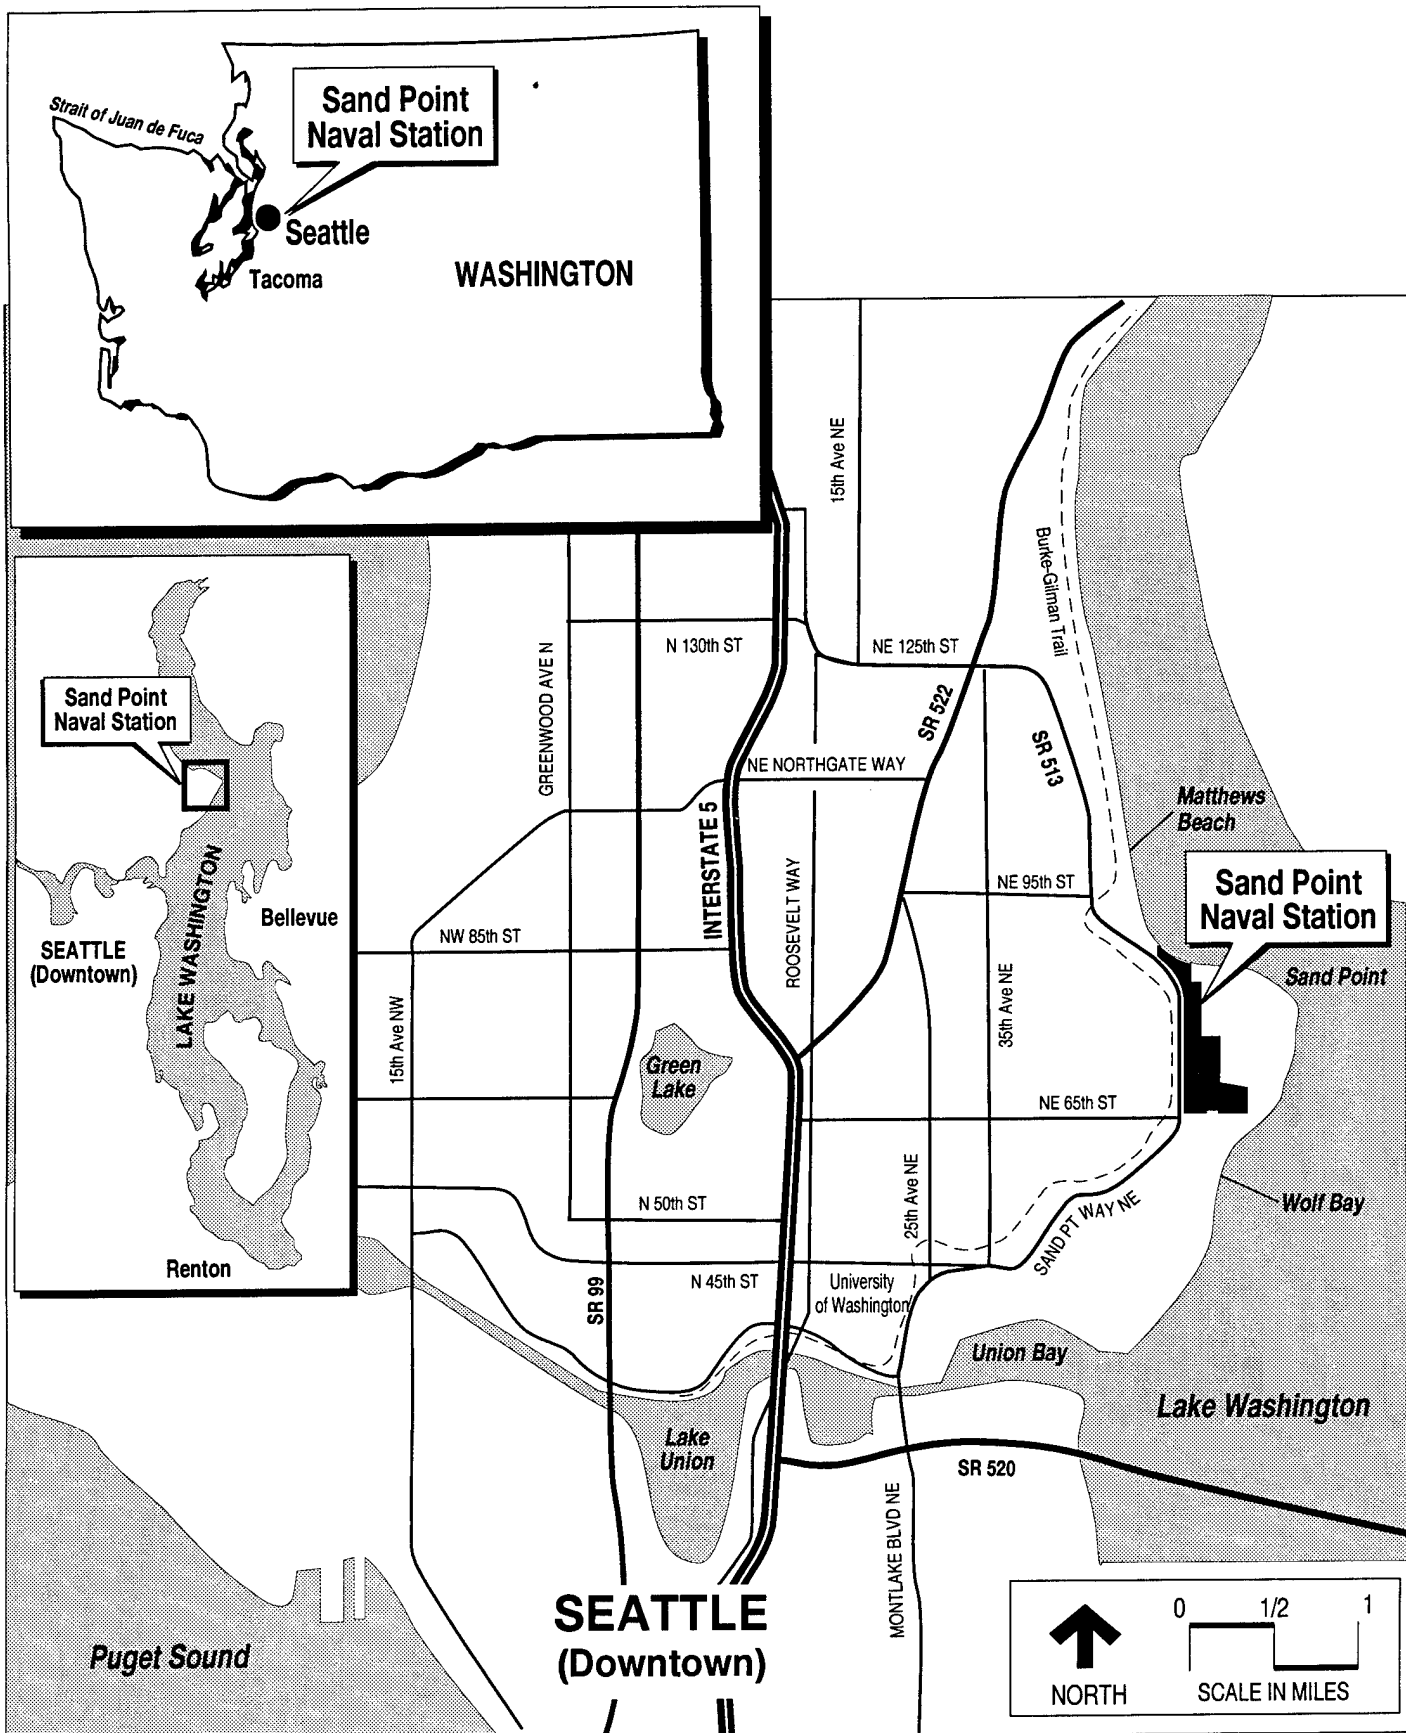 Sand Point
Naval Station
Strait of Juan de Fuca
Seattle
Tacoma
WASHINGTON
15th Ave NE
Burke-Gilman Trail
Sand Point
Naval Station
LAKE WASHINGTON
Bellevue
SEATTLE
(Downtown)
Renton
GREENWOOD AVE N
N 130th ST
NE 125th ST
SR 522
SR 513
NE NORTHGATE WAY
INTERSTATE 5
Matthews
Beach
Sand Point
Naval Station
NE 95th ST
ROOSEVELT WAY
NW 85th ST
Sand Point
15th Ave NW
35th Ave NE
Green
Lake
NE 65th ST
25th Ave NE
N 50th ST
Wolf Bay
SAND PT WAY NE
N 45th ST
University
of Washington
SR 99
Union Bay
Lake Washington
Lake
Union
SR 520
MONTLAKE BLVD NE
SEATTLE
(Downtown)
Puget Sound
NORTH
0 1/2 1
SCALE IN MILES